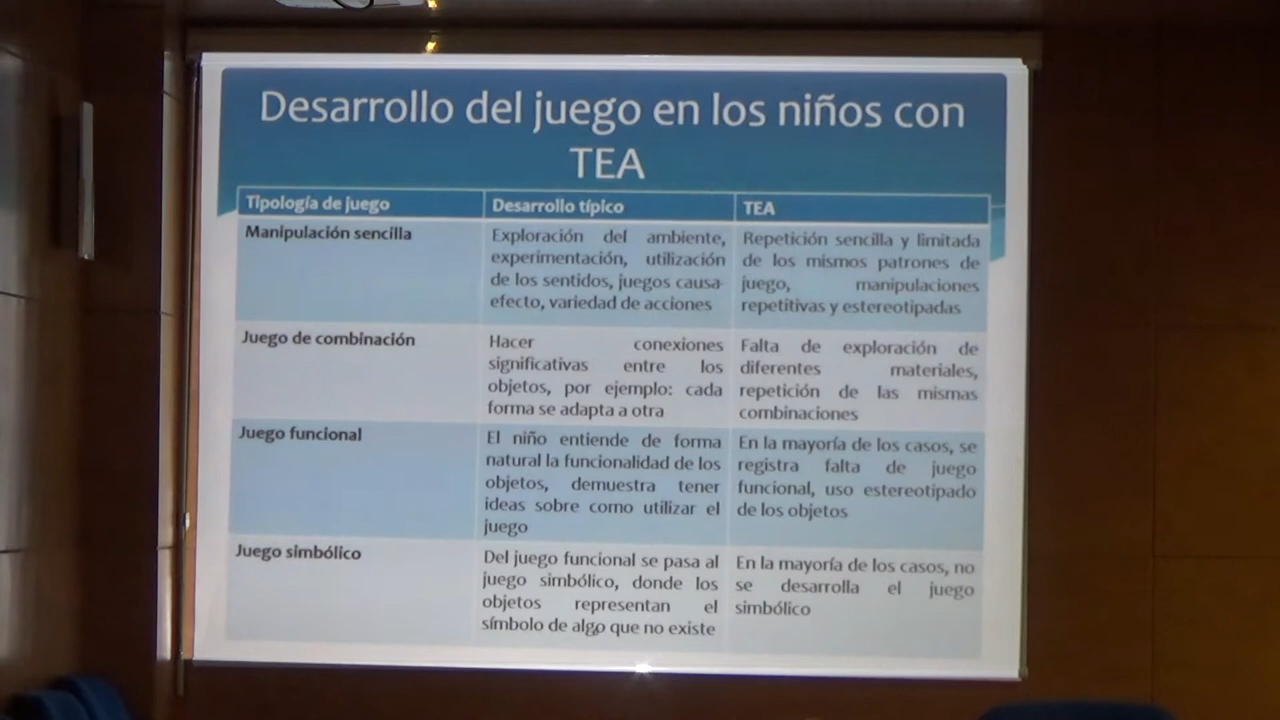 Desarrollo del juego en los niños con
TEA
Tipología de juego
Desarrollo típico
TEA
Manipulación sencilla
Exploración del ambiente,
experimentación, utilización
de los sentidos, juegos causa-
efecto, variedad de acciones
Repetición sencilla y limitada
de los mismos patrones de
juego, manipulaciones
repetitivas y estereotipadas
Juego de combinación
Hacer conexiones
significativas entre los
objetos, por ejemplo: cada
forma se adapta a otra
Falta de exploración de
diferentes materiales,
repetición de las mismas
combinaciones
Juego funcional
El niño entiende de forma
natural la funcionalidad de los
objetos, demuestra tener
ideas sobre como utilizar el
juego
En la mayoría de los casos, se
registra falta de juego
funcional, uso estereotipado
de los objetos
Juego simbólico
Del juego funcional se pasa al
juego simbólico, donde los
objetos representan el
símbolo de algo que no existe
En la mayoría de los casos, no
se desarrolla el juego
simbólico